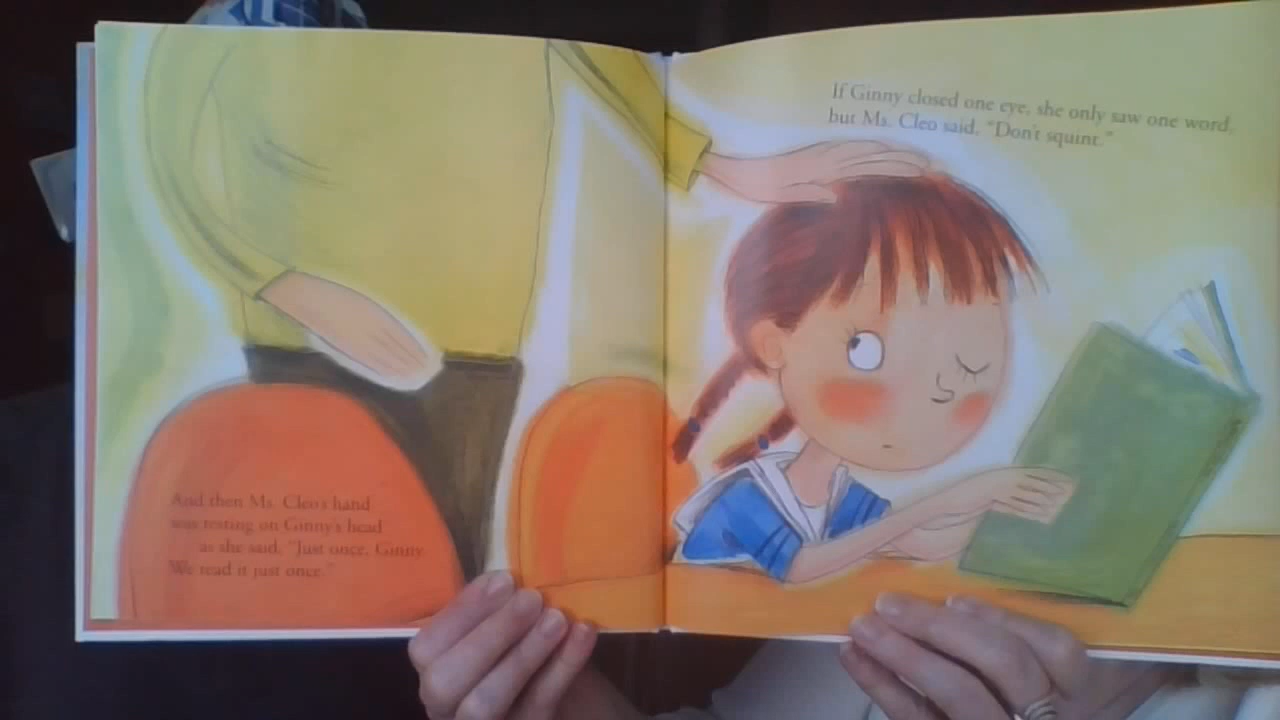 And then Ms. Cleo's hand
was resting on Ginny's head
as she said, "Just once, Ginny.
We read it just once."
If Ginny closed one eye, she only saw one word,
but Ms. Cleo said, "Don't squint."